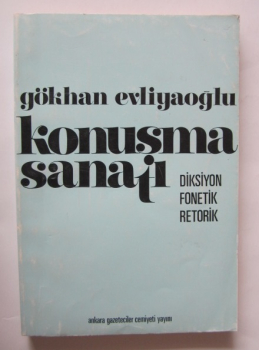 gökhan evliyaoğlu
konuşma
sanatı
DİKSİYON
FONETİK
RETORİK
ankara gazeteciler cemiyeti yayını